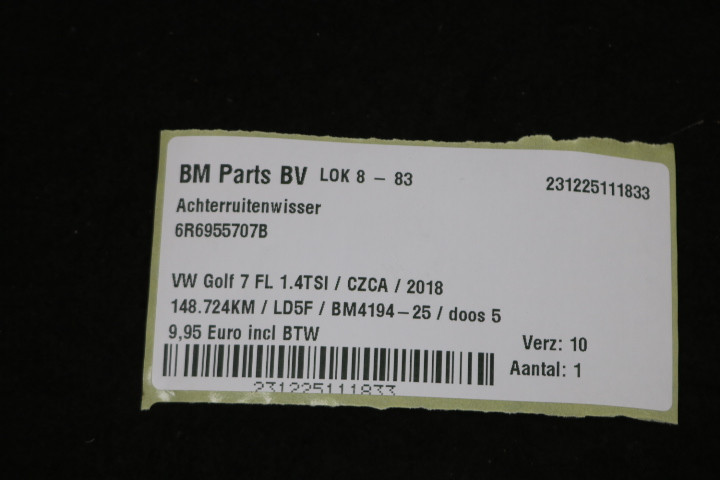 BM Parts BV LOK 8 - 83 231225111833
Achterruitenwisser
6R6955707B
VW Golf 7 FL 1.4TSI / CZCA / 2018
148.724KM / LD5F / BM4194-25 / doos 5
9,95 Euro incl BTW Verz: 10
Aantal: 1
231225111833